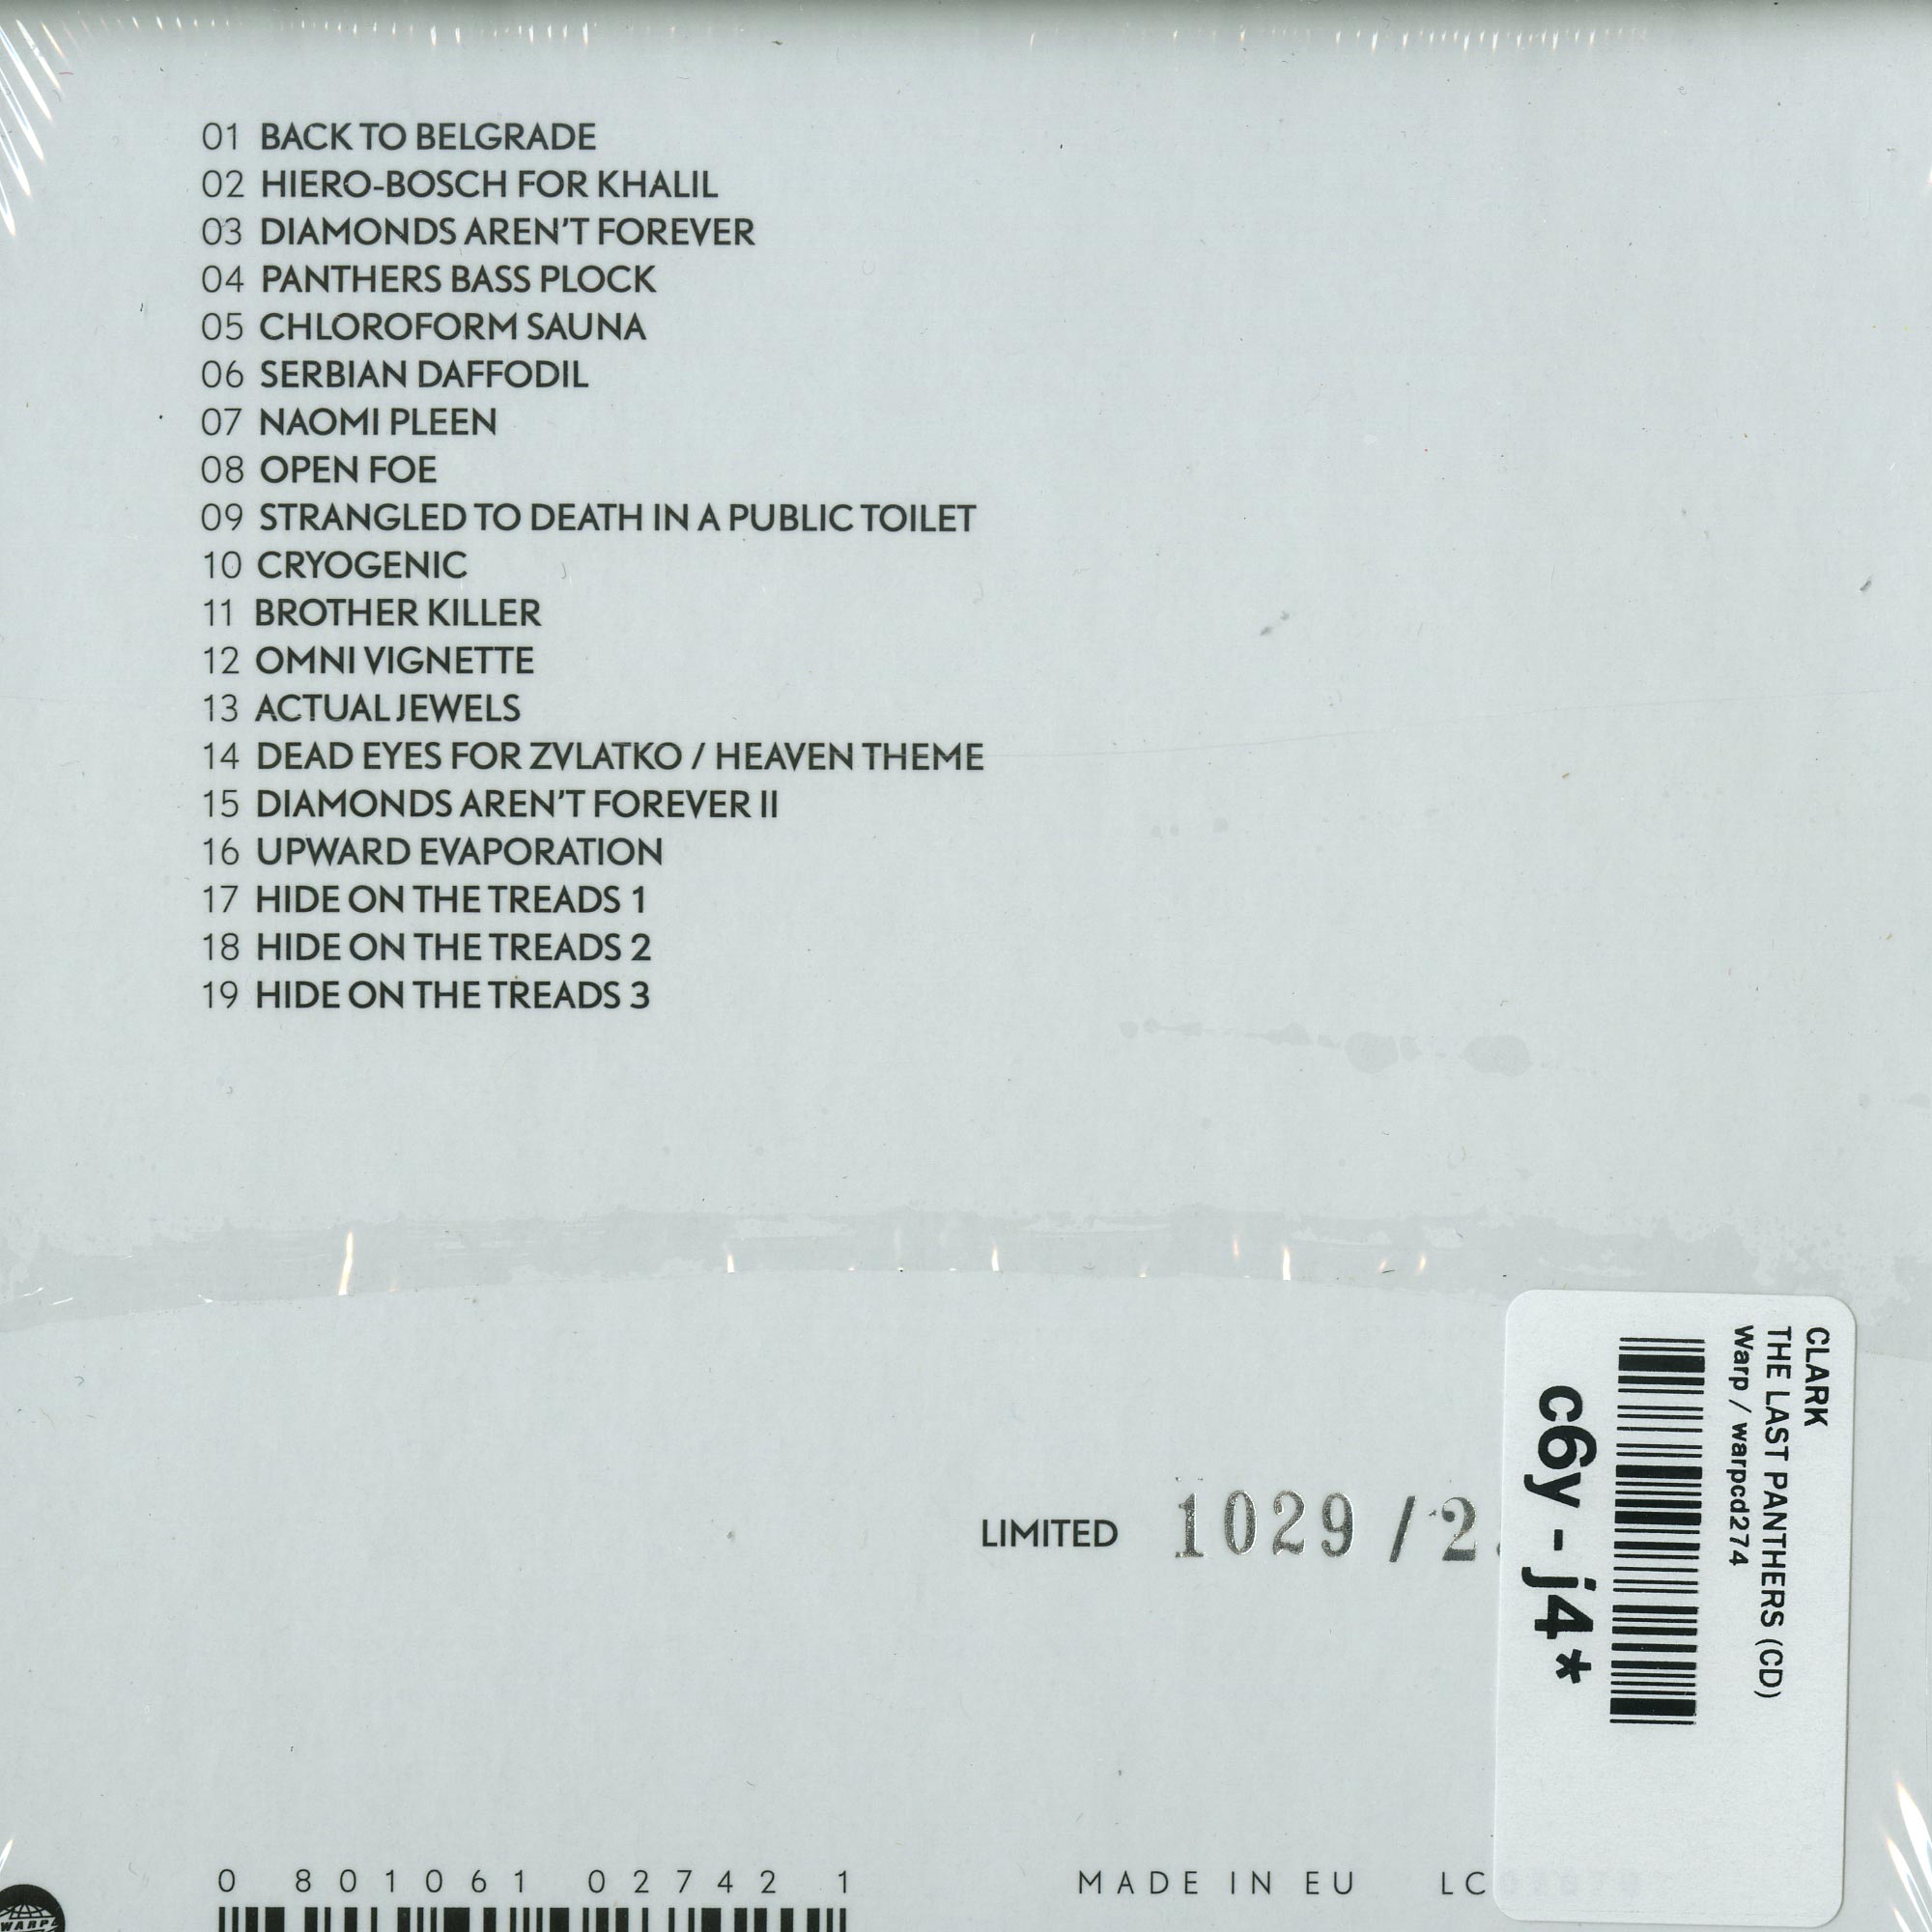 01 BACK TO BELGRADE
02 HIERO-BOSCH FOR KHALIL
03 DIAMONDS AREN'T FOREVER
04 PANTHERS BASS PLOCK
05 CHLOROFORM SAUNA
06 SERBIAN DAFFODIL
07 NAOMI PLEEN
08 OPEN FOE
09 STRANGLED TO DEATH IN A PUBLIC TOILET
10 CRYOGENIC
11 BROTHER KILLER
12 OMNI VIGNETTE
13 ACTUAL JEWELS
14 DEAD EYES FOR ZVLATKO / HEAVEN THEME
15 DIAMONDS AREN'T FOREVER II
16 UPWARD EVAPORATION
17 HIDE ON THE TREADS 1
18 HIDE ON THE TREADS 2
19 HIDE ON THE TREADS 3
CLARK
THE LAST PANTHERS (CD)
Warp / warpcd274
c6y - j4*
LIMITED 1029 / 2
0 801061 02742 1
MADE IN EU LC
WARP